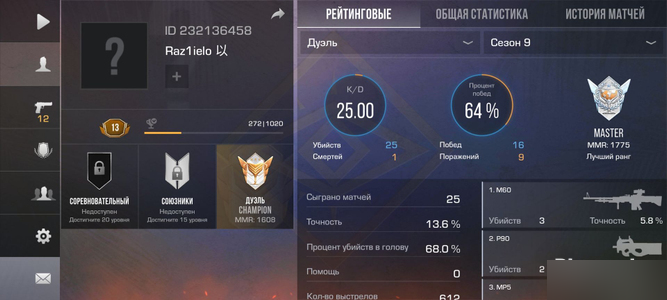 ID 232136458
Raz1ielo 以
?
+
12
13
272|1020
СОРЕВНОВАТЕЛЬНЫЙ
Недоступен
Достигните 20 уровня
СОЮЗНИКИ
Недоступен
Достигните 15 уровня
ДУЭЛЬ
CHAMPION
MMR: 1608
РЕЙТИНГОВЫЕ
ОБЩАЯ СТАТИСТИКА
ИСТОРИЯ МАТЧЕЙ
Дуэль
Сезон 9
K/D
25.00
Убийств 25
Смертей 1
Процент
побед
64 %
Побед 16
Поражений 9
MASTER
MMR: 1775
Лучший ранг
Сыграно матчей 25
Точность 13.6 %
Процент убийств в голову 68.0 %
Помощь 0
Кол-во выстрелов 612
1. M60
Убийств 3
Точность 5.8 %
2. P90
Убийств 2
3. MP5